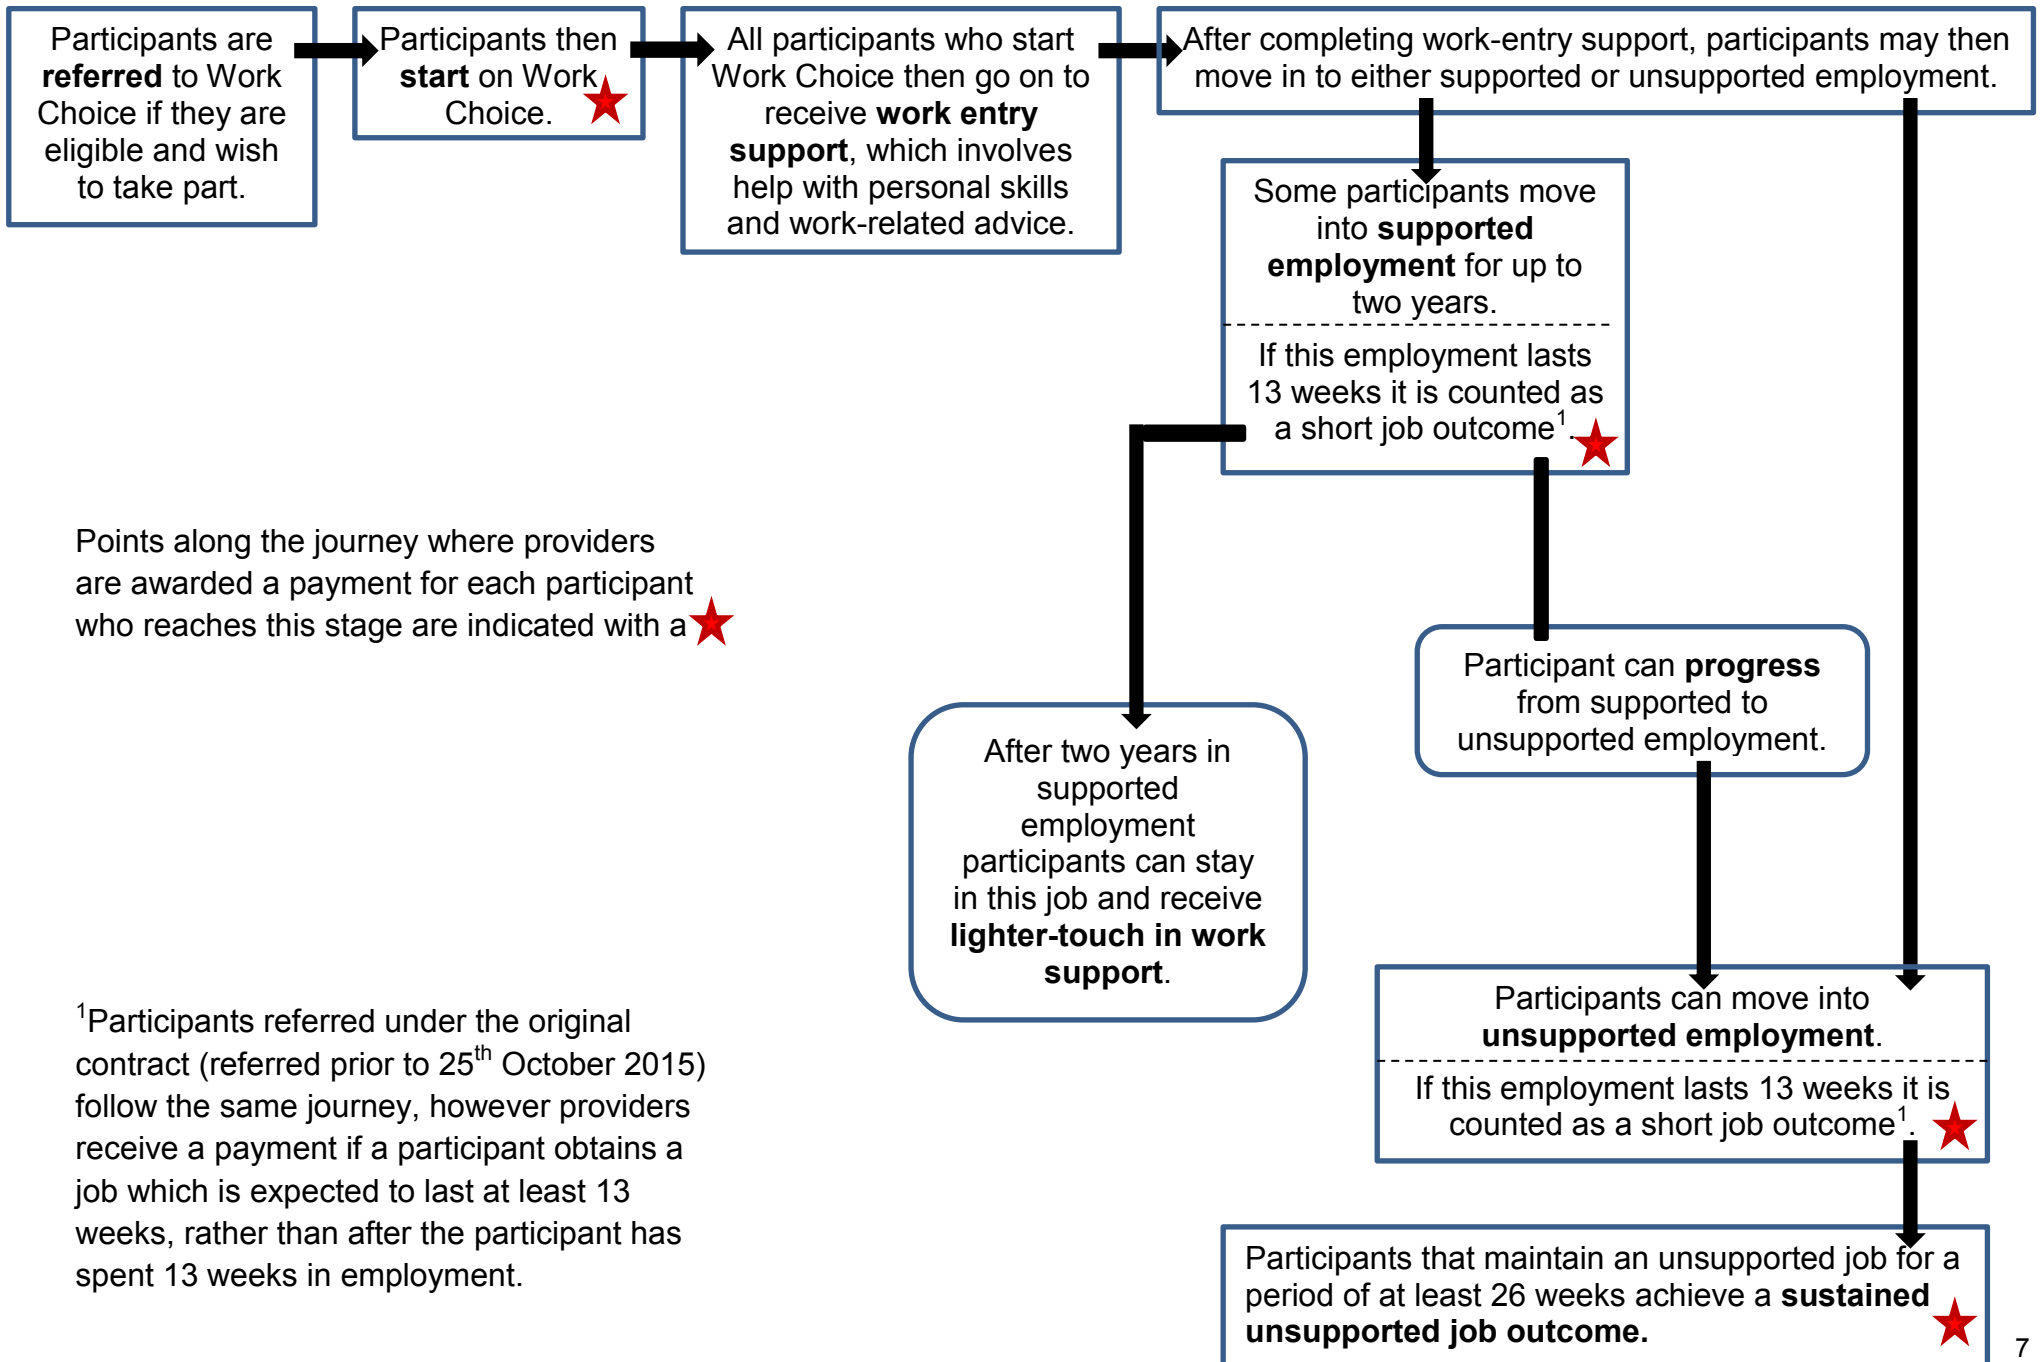 Participants are
referred to Work
Choice if they are
eligible and wish
to take part.
Participants then
start on Work
Choice.
All participants who start
Work Choice then go on to
receive work entry
support, which involves
help with personal skills
and work-related advice.
After completing work-entry support, participants may then
move in to either supported or unsupported employment.
Some participants move
into supported
employment for up to
two years.
If this employment lasts
13 weeks it is counted as
a short job outcome¹.
Points along the journey where providers
are awarded a payment for each participant
who reaches this stage are indicated with a
Participant can progress
from supported to
unsupported employment.
After two years in
supported
employment
participants can stay
in this job and receive
lighter-touch in work
support.
Participants can move into
unsupported employment.
If this employment lasts 13 weeks it is
counted as a short job outcome¹.
¹Participants referred under the original
contract (referred prior to 25th October 2015)
follow the same journey, however providers
receive a payment if a participant obtains a
job which is expected to last at least 13
weeks, rather than after the participant has
spent 13 weeks in employment.
Participants that maintain an unsupported job for a
period of at least 26 weeks achieve a sustained
unsupported job outcome.
7